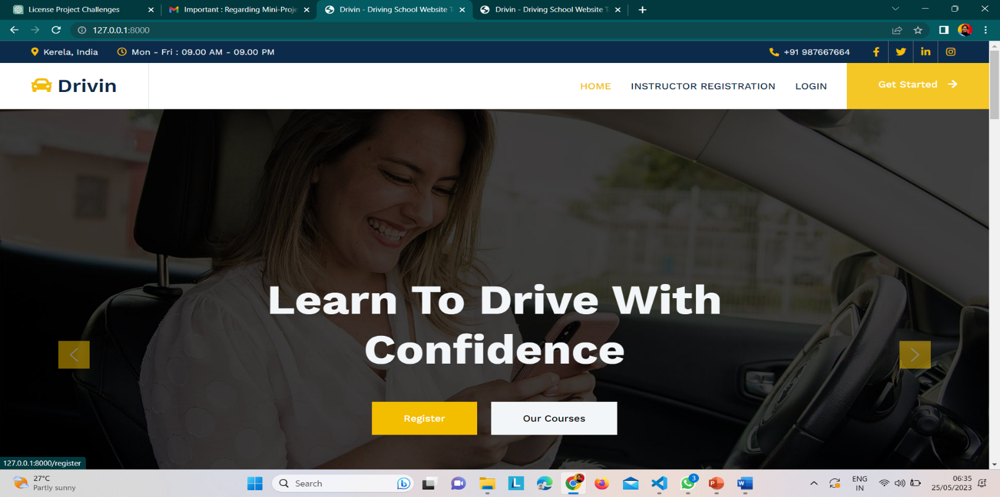 License Project Challenges
Important : Regarding Mini-Proje
Drivin - Driving School Website T
Drivin - Driving School Website T
127.0.0.1:8000
Kerela, India
Mon - Fri : 09.00 AM - 09.00 PM
+91 987667664
Drivin
HOME
INSTRUCTOR REGISTRATION
LOGIN
Get Started
Learn To Drive With
Confidence
Register
Our Courses
127.0.0.1:8000/register
27°C
Partly sunny
Search
3
ENG
IN
06:35
25/05/2023